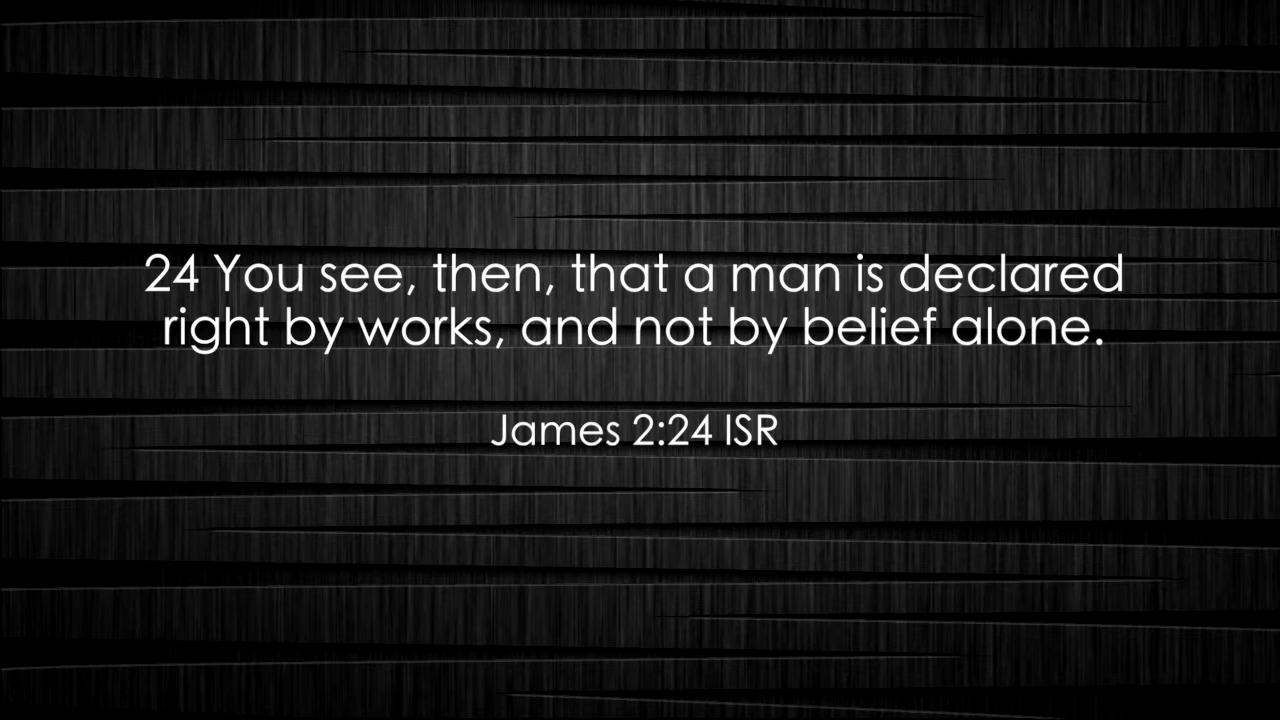 24 You see, then, that a man is declared
right by works, and not by belief alone.
James 2:24 ISR